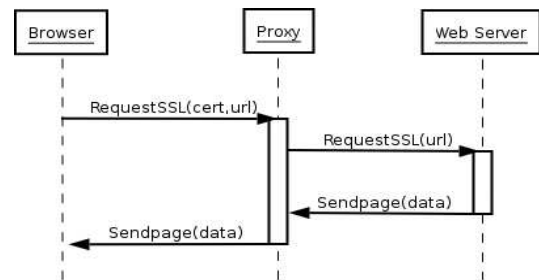 Browser
Proxy
Web Server
RequestSSL(cert,url)
RequestSSL(url)
Sendpage(data)
Sendpage(data)